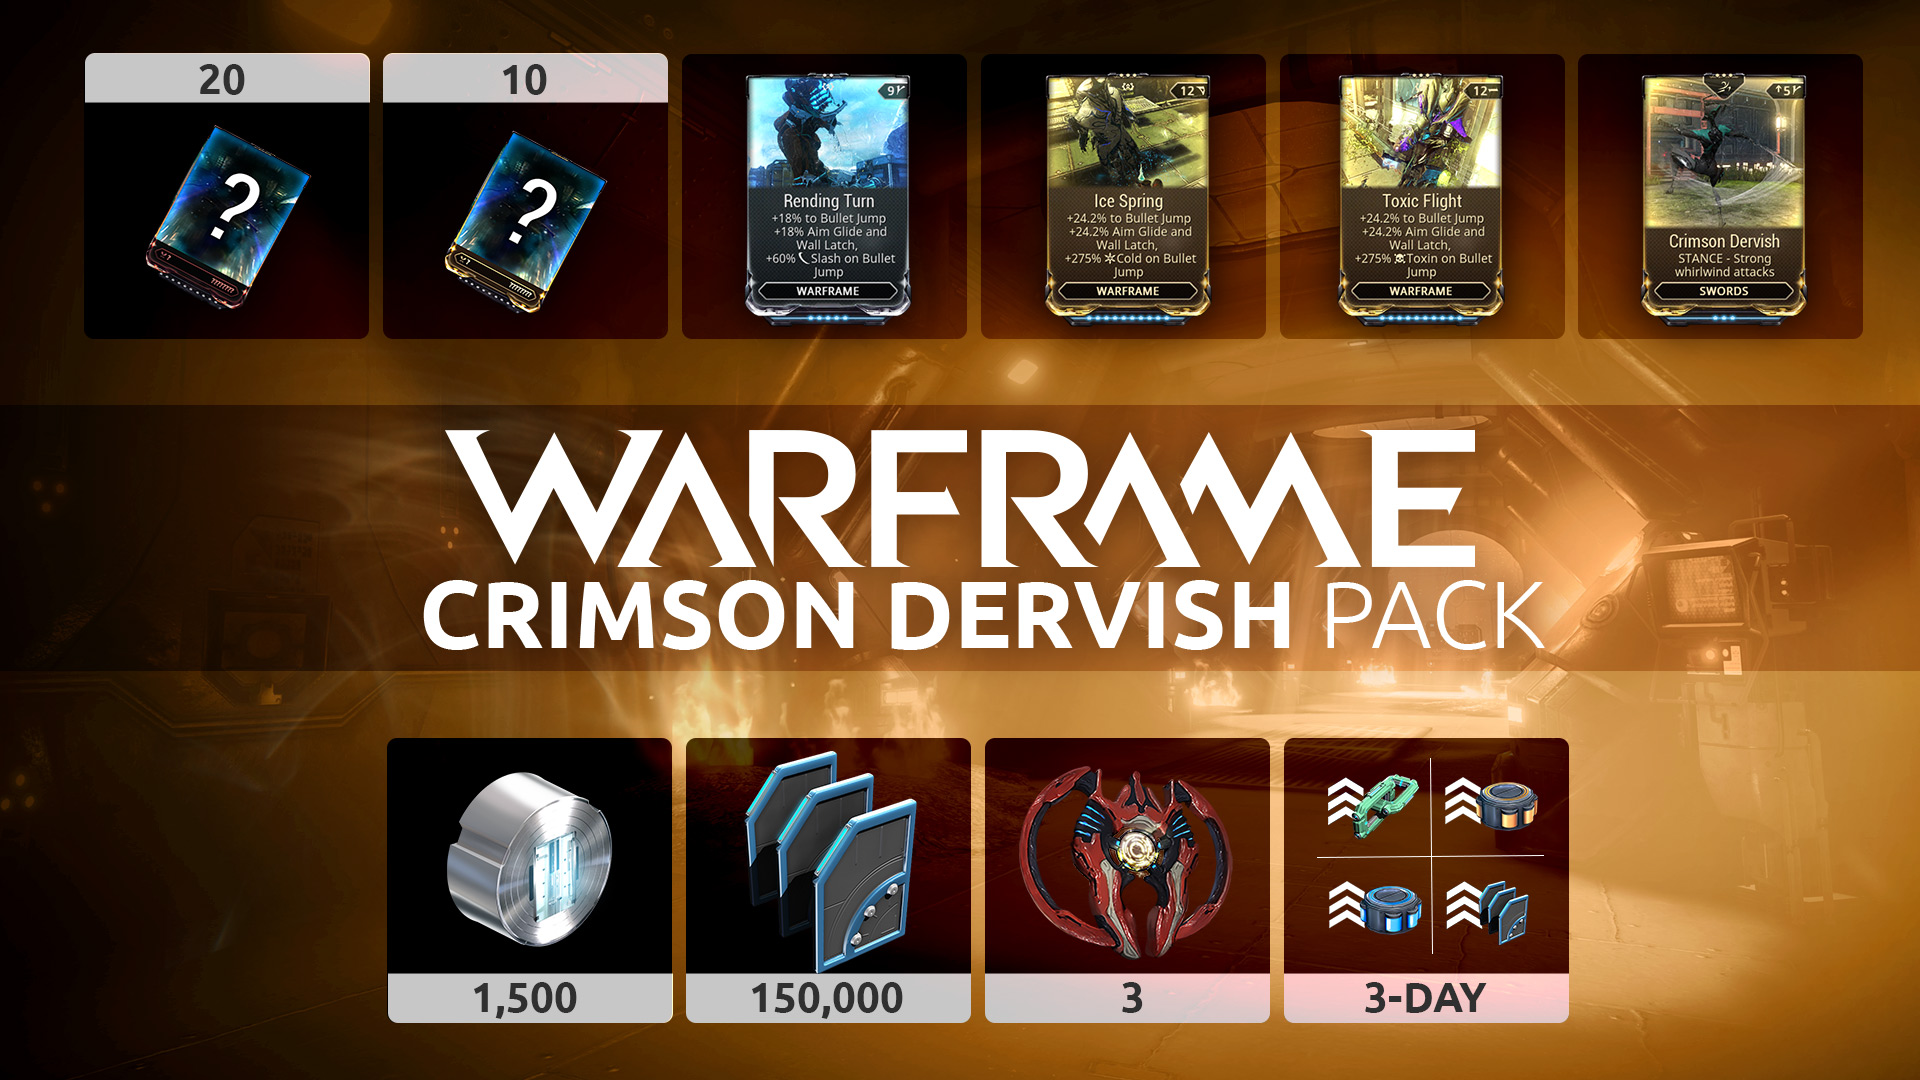 20
10
?
?
9
Rending Turn
+18% to Bullet Jump
+18% Aim Glide and
Wall Latch,
+60% Slash on Bullet
Jump
WARFRAME
12
Ice Spring
+24.2% to Bullet Jump
+24.2% Aim Glide and
Wall Latch,
+275% Cold on Bullet
Jump
WARFRAME
12
Toxic Flight
+24.2% to Bullet Jump
+24.2% Aim Glide and
Wall Latch,
+275% Toxin on Bullet
Jump
WARFRAME
5
Crimson Dervish
STANCE - Strong
whirlwind attacks
SWORDS
WARFRAME
CRIMSON DERVISH PACK
1,500
150,000
3
3-DAY